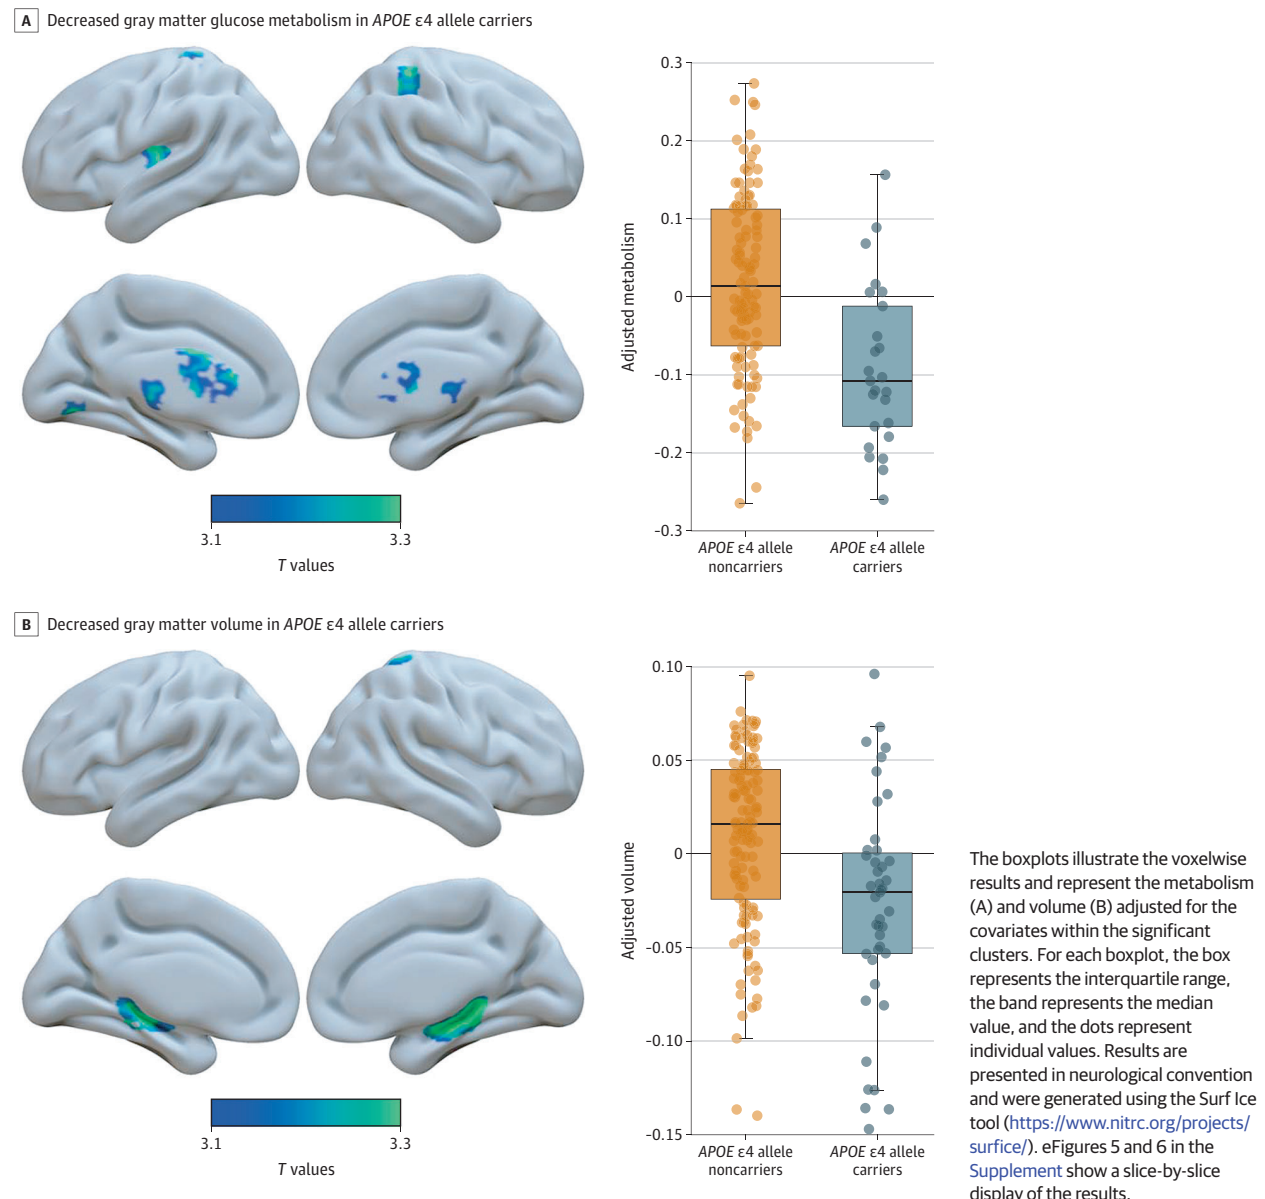 A Decreased gray matter glucose metabolism in APOE ε4 allele carriers
3.1
3.3
T values
Adjusted metabolism
0.3
0.2
0.1
0
-0.1
-0.2
-0.3
APOE ε4 allele
noncarriers
APOE ε4 allele
carriers
B Decreased gray matter volume in APOE ε4 allele carriers
3.1
3.3
T values
Adjusted volume
0.10
0.05
0
-0.05
-0.10
-0.15
APOE ε4 allele
noncarriers
APOE ε4 allele
carriers
The boxplots illustrate the voxelwise
results and represent the metabolism
(A) and volume (B) adjusted for the
covariates within the significant
clusters. For each boxplot, the box
represents the interquartile range,
the band represents the median
value, and the dots represent
individual values. Results are
presented in neurological convention
and were generated using the Surf Ice
tool (https://www.nitrc.org/projects/
surfice/). eFigures 5 and 6 in the
Supplement show a slice-by-slice
display of the results.